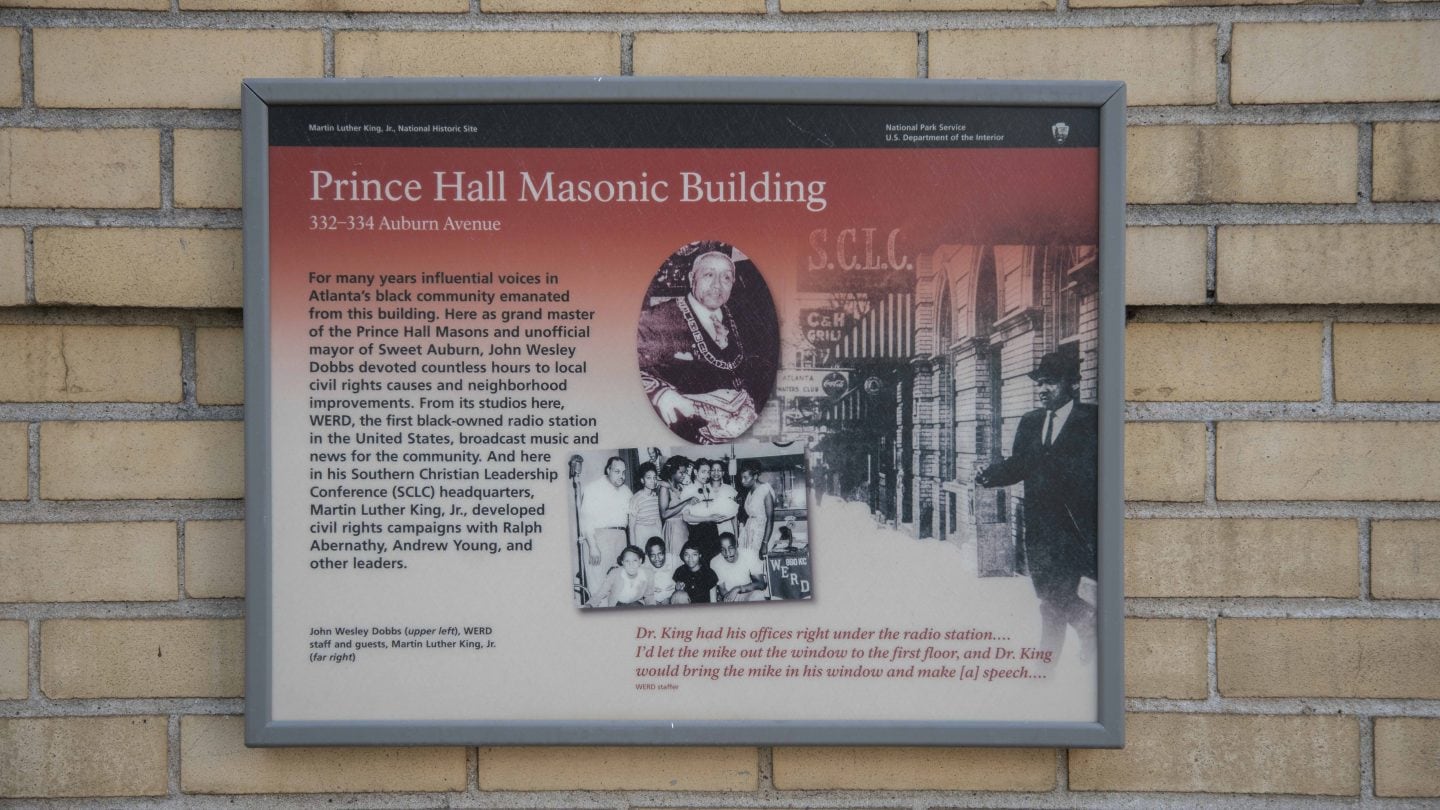 Martin Luther King, Jr., National Historic Site
National Park Service
U.S. Department of the Interior
Prince Hall Masonic Building
332–334 Auburn Avenue
For many years influential voices in
Atlanta's black community emanated
from this building. Here as grand master
of the Prince Hall Masons and unofficial
mayor of Sweet Auburn, John Wesley
Dobbs devoted countless hours to local
civil rights causes and neighborhood
improvements. From its studios here,
WERD, the first black-owned radio station
in the United States, broadcast music and
news for the community. And here
in his Southern Christian Leadership
Conference (SCLC) headquarters,
Martin Luther King, Jr., developed
civil rights campaigns with Ralph
Abernathy, Andrew Young, and
other leaders.
S.C.L.C.
C&H
GRILL
ATLANTA
WAITERS CLUB
Coca-Cola
860 KC
WERD
John Wesley Dobbs (upper left), WERD
staff and guests, Martin Luther King, Jr.
(far right)
Dr. King had his offices right under the radio station....
I'd let the mike out the window to the first floor, and Dr. King
would bring the mike in his window and make [a] speech....
WERD staffer